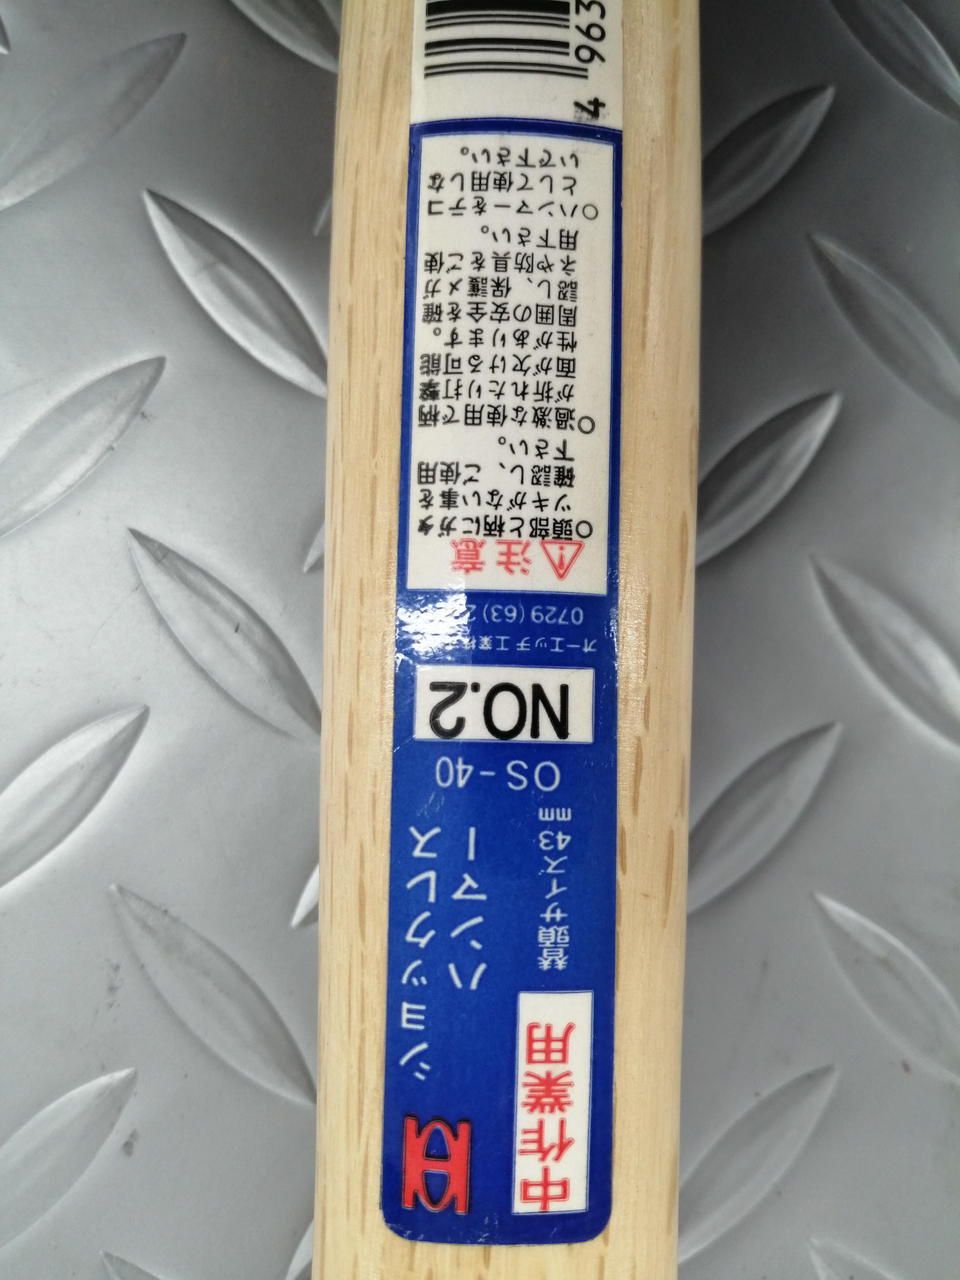 中作業用
替頭サイズ43mm
ショックレス
ハンマー
OS-40
NO.2
オーエッチ工業株
0729(63)2
注意
○頭部と柄にガタ
ツキがない事を
確認し、ご使用
下さい。
○過激な使用で柄
が折れたり打撃
面が欠ける可能
性があります。
周囲の安全を確
認し、保護メガ
ネや防具をご使
用下さい。
○ハンマーをテコ
として使用しな
いで下さい。
4 963